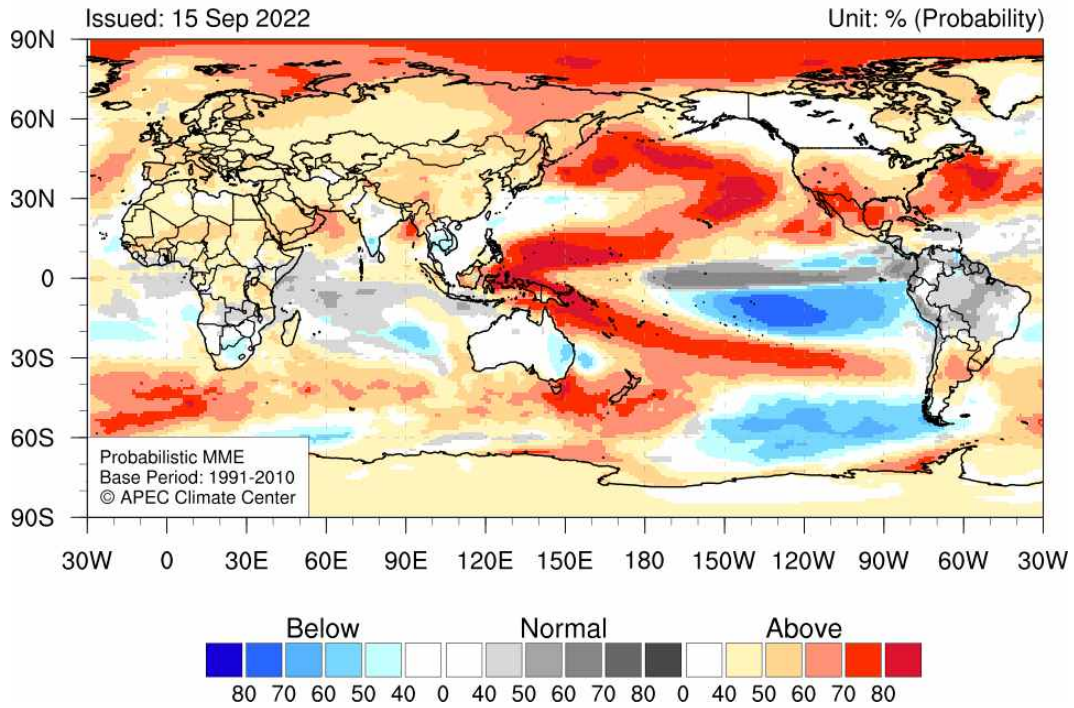 Issued: 15 Sep 2022 Unit: % (Probability)
90N
60N
30N
0
30S
60S
90S
Probabilistic MME
Base Period: 1991-2010
© APEC Climate Center
30W 0 30E 60E 90E 120E 150E 180 150W 120W 90W 60W 30W
Below Normal Above
80 70 60 50 40 0 40 50 60 70 80 0 40 50 60 70 80